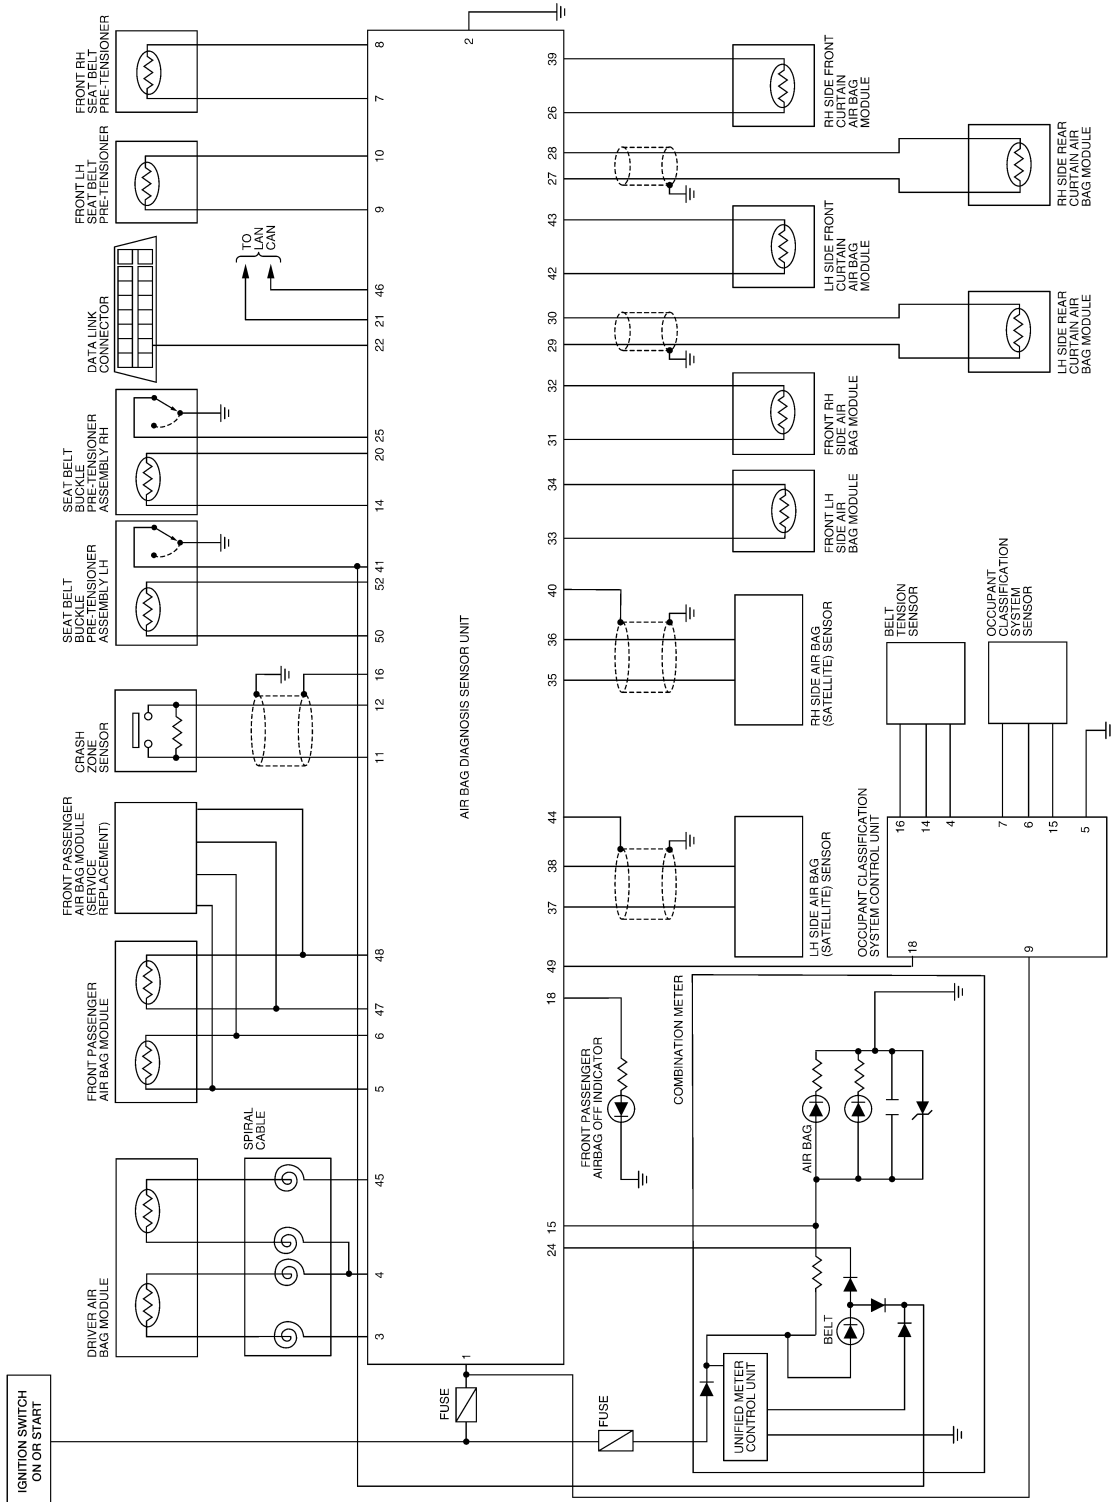 FRONT RH
SEAT BELT
PRE-TENSIONER
FRONT LH
SEAT BELT
PRE-TENSIONER
DATA LINK
CONNECTOR
TO
LAN
CAN
SEAT BELT
BUCKLE
PRE-TENSIONER
ASSEMBLY RH
SEAT BELT
BUCKLE
PRE-TENSIONER
ASSEMBLY LH
CRASH
ZONE
SENSOR
FRONT PASSENGER
AIR BAG MODULE
(SERVICE
REPLACEMENT)
FRONT PASSENGER
AIR BAG MODULE
SPIRAL
CABLE
DRIVER AIR
BAG MODULE
IGNITION SWITCH
ON OR START
8
7
10
9
46
21
22
25
20
14
41
52
50
16
12
11
48
47
6
5
45
4
3
2
AIR BAG DIAGNOSIS SENSOR UNIT
1
FUSE
FUSE
39
26
28
27
43
42
30
29
32
31
34
33
40
36
35
44
38
37
49
18
15
24
RH SIDE FRONT
CURTAIN
AIR BAG
MODULE
RH SIDE REAR
CURTAIN AIR
BAG MODULE
LH SIDE FRONT
CURTAIN
AIR BAG
MODULE
LH SIDE REAR
CURTAIN AIR
BAG MODULE
FRONT RH
SIDE AIR
BAG MODULE
FRONT LH
SIDE AIR
BAG MODULE
RH SIDE AIR BAG
(SATELLITE) SENSOR
LH SIDE AIR BAG
(SATELLITE) SENSOR
BELT
TENSION
SENSOR
OCCUPANT
CLASSIFICATION
SYSTEM
SENSOR
OCCUPANT CLASSIFICATION
SYSTEM CONTROL UNIT
16
14
4
7
6
15
5
18
9
FRONT PASSENGER
AIRBAG OFF INDICATOR
COMBINATION METER
AIR BAG
BELT
UNIFIED METER
CONTROL UNIT